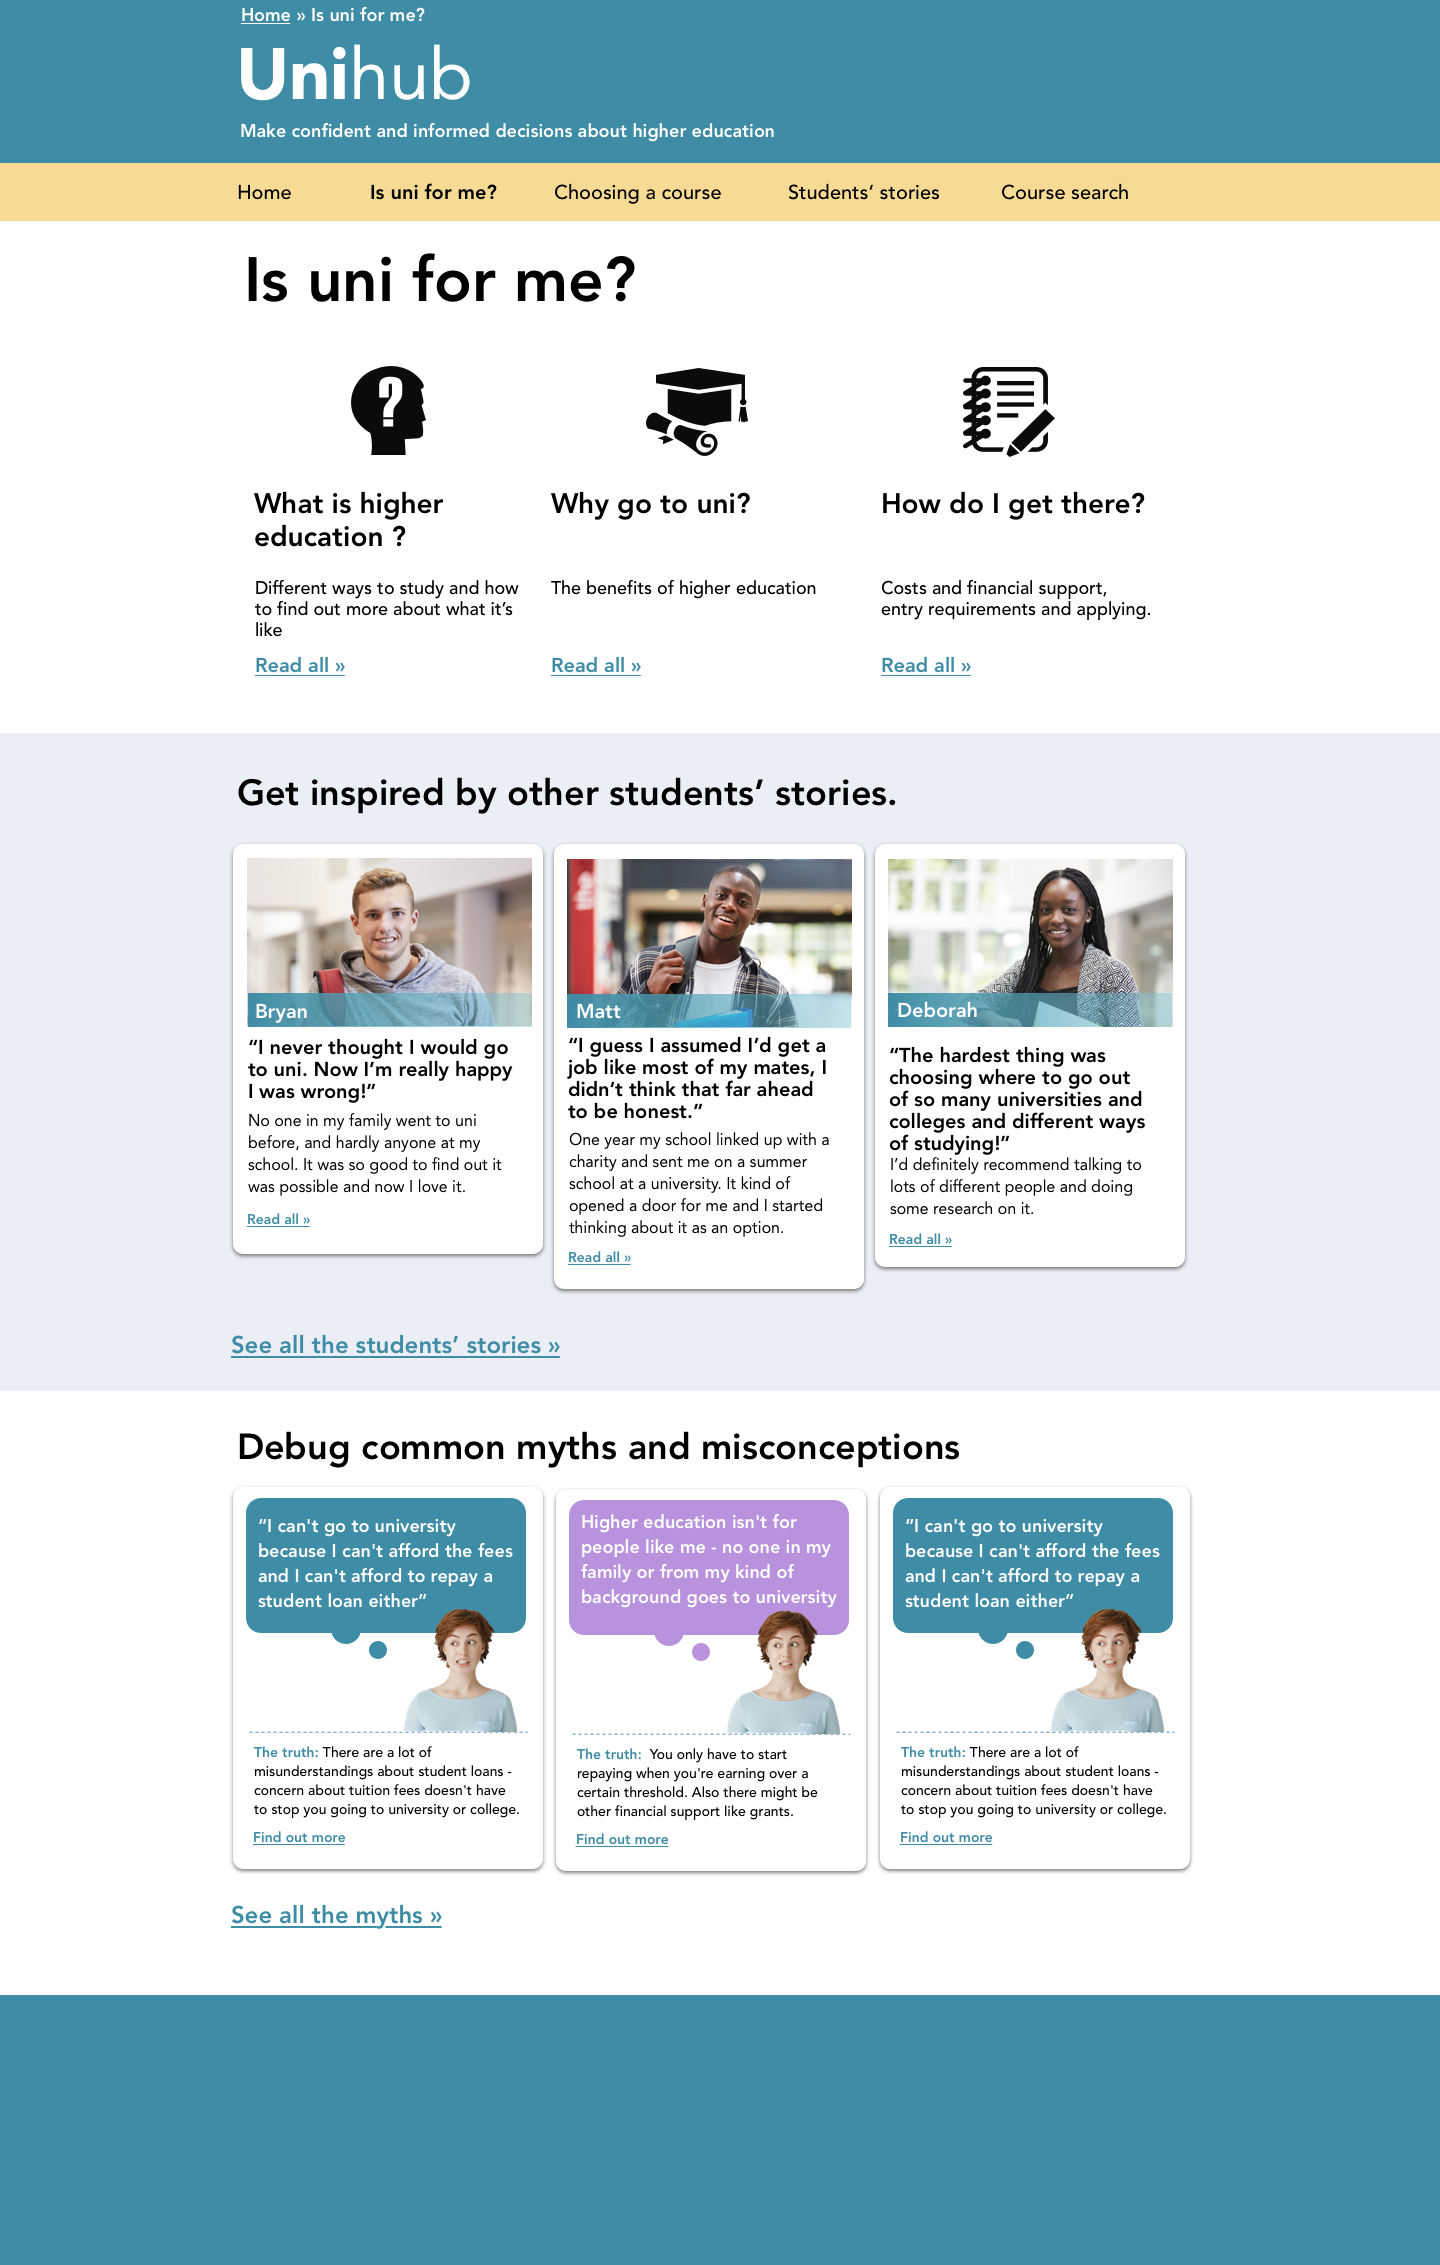 Home » Is uni for me?
Unihub
Make confident and informed decisions about higher education
Home Is uni for me? Choosing a course Students’ stories Course search
Is uni for me?
?
What is higher
education ?
Different ways to study and how
to find out more about what it’s
like
Read all »
Why go to uni?
The benefits of higher education
Read all »
How do I get there?
Costs and financial support,
entry requirements and applying.
Read all »
Get inspired by other students’ stories.
Bryan
“I never thought I would go
to uni. Now I’m really happy
I was wrong!”
No one in my family went to uni
before, and hardly anyone at my
school. It was so good to find out it
was possible and now I love it.
Read all »
Matt
“I guess I assumed I’d get a
job like most of my mates, I
didn’t think that far ahead
to be honest.”
One year my school linked up with a
charity and sent me on a summer
school at a university. It kind of
opened a door for me and I started
thinking about it as an option.
Read all »
Deborah
“The hardest thing was
choosing where to go out
of so many universities and
colleges and different ways
of studying!”
I’d definitely recommend talking to
lots of different people and doing
some research on it.
Read all »
See all the students’ stories »
Debug common myths and misconceptions
“I can't go to university
because I can't afford the fees
and I can't afford to repay a
student loan either”
The truth: There are a lot of
misunderstandings about student loans -
concern about tuition fees doesn't have
to stop you going to university or college.
Find out more
Higher education isn't for
people like me - no one in my
family or from my kind of
background goes to university
The truth: You only have to start
repaying when you're earning over a
certain threshold. Also there might be
other financial support like grants.
Find out more
“I can't go to university
because I can't afford the fees
and I can't afford to repay a
student loan either”
The truth: There are a lot of
misunderstandings about student loans -
concern about tuition fees doesn't have
to stop you going to university or college.
Find out more
See all the myths »